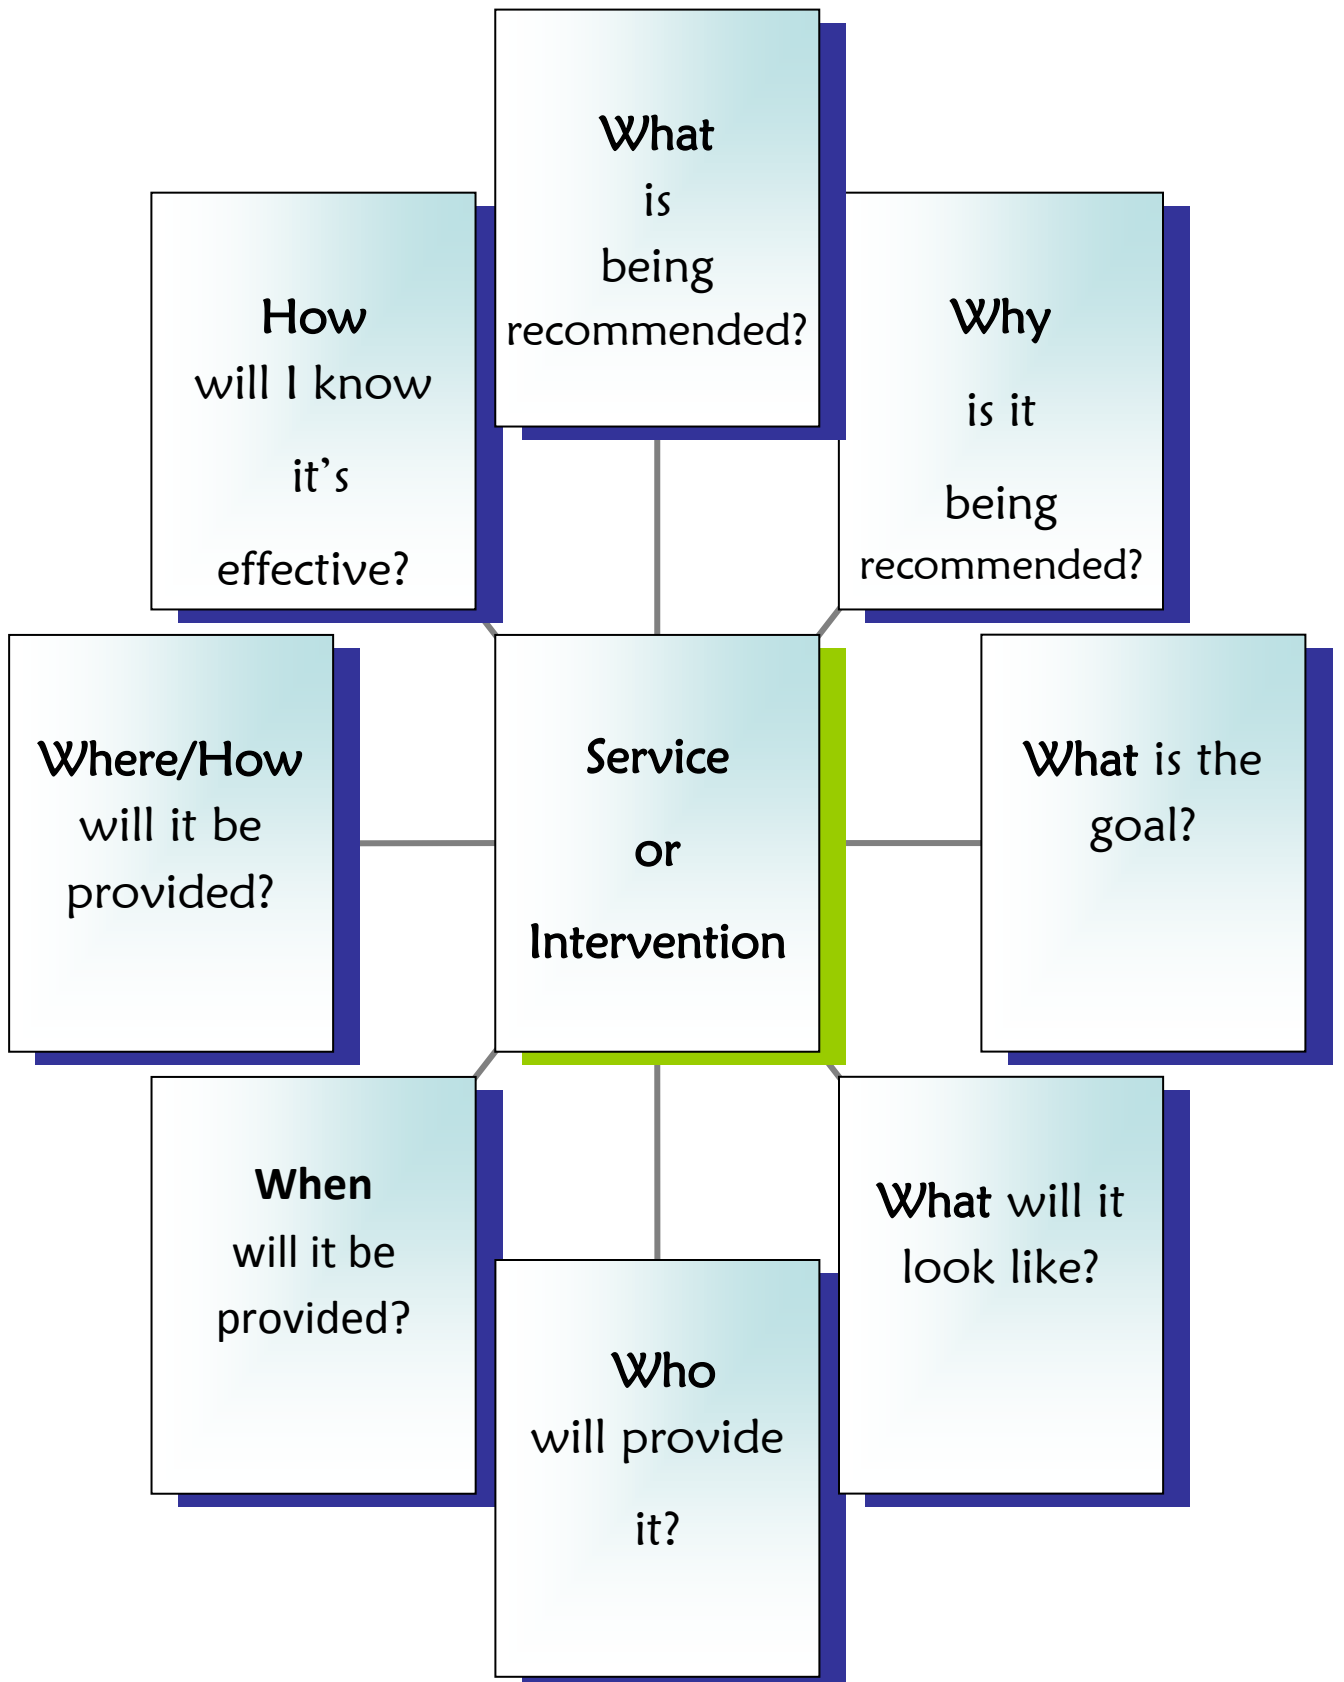 What
is
being
recommended?
Why
is it
being
recommended?
What is the
goal?
What will it
look like?
Who
will provide
it?
When
will it be
provided?
Where/How
will it be
provided?
How
will I know
it’s
effective?
Service
or
Intervention